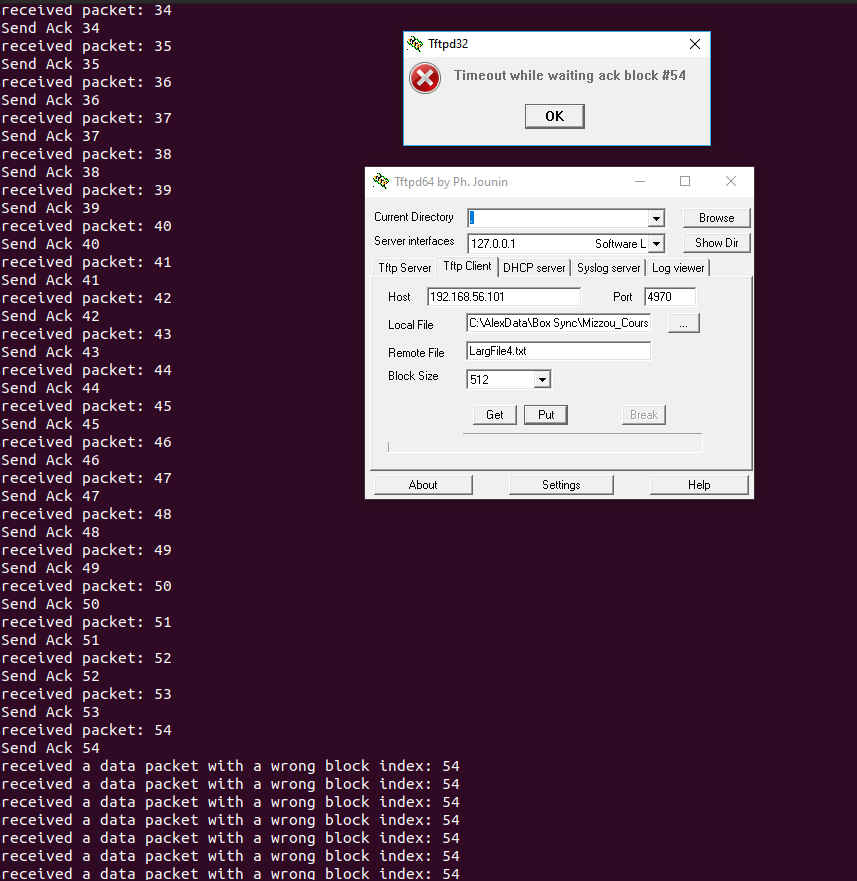 received packet: 34
Send Ack 34
received packet: 35
Send Ack 35
received packet: 36
Send Ack 36
received packet: 37
Send Ack 37
received packet: 38
Send Ack 38
received packet: 39
Send Ack 39
received packet: 40
Send Ack 40
received packet: 41
Send Ack 41
received packet: 42
Send Ack 42
received packet: 43
Send Ack 43
received packet: 44
Send Ack 44
received packet: 45
Send Ack 45
received packet: 46
Send Ack 46
received packet: 47
Send Ack 47
received packet: 48
Send Ack 48
received packet: 49
Send Ack 49
received packet: 50
Send Ack 50
received packet: 51
Send Ack 51
received packet: 52
Send Ack 52
received packet: 53
Send Ack 53
received packet: 54
Send Ack 54
received a data packet with a wrong block index: 54
received a data packet with a wrong block index: 54
received a data packet with a wrong block index: 54
received a data packet with a wrong block index: 54
received a data packet with a wrong block index: 54
received a data packet with a wrong block index: 54
received a data packet with a wrong block index: 54
Tftpd32
Timeout while waiting ack block #54
OK
Tftpd64 by Ph. Jounin
Current Directory . Browse
Server interfaces 127.0.0.1 Software L Show Dir
Tftp Server Tftp Client DHCP server Syslog server Log viewer
Host 192.168.56.101 Port 4970
Local File C:\AlexData\Box Sync\Mizzou_Cours ...
Remote File LargFile4.txt
Block Size 512
Get Put Break
About Settings Help